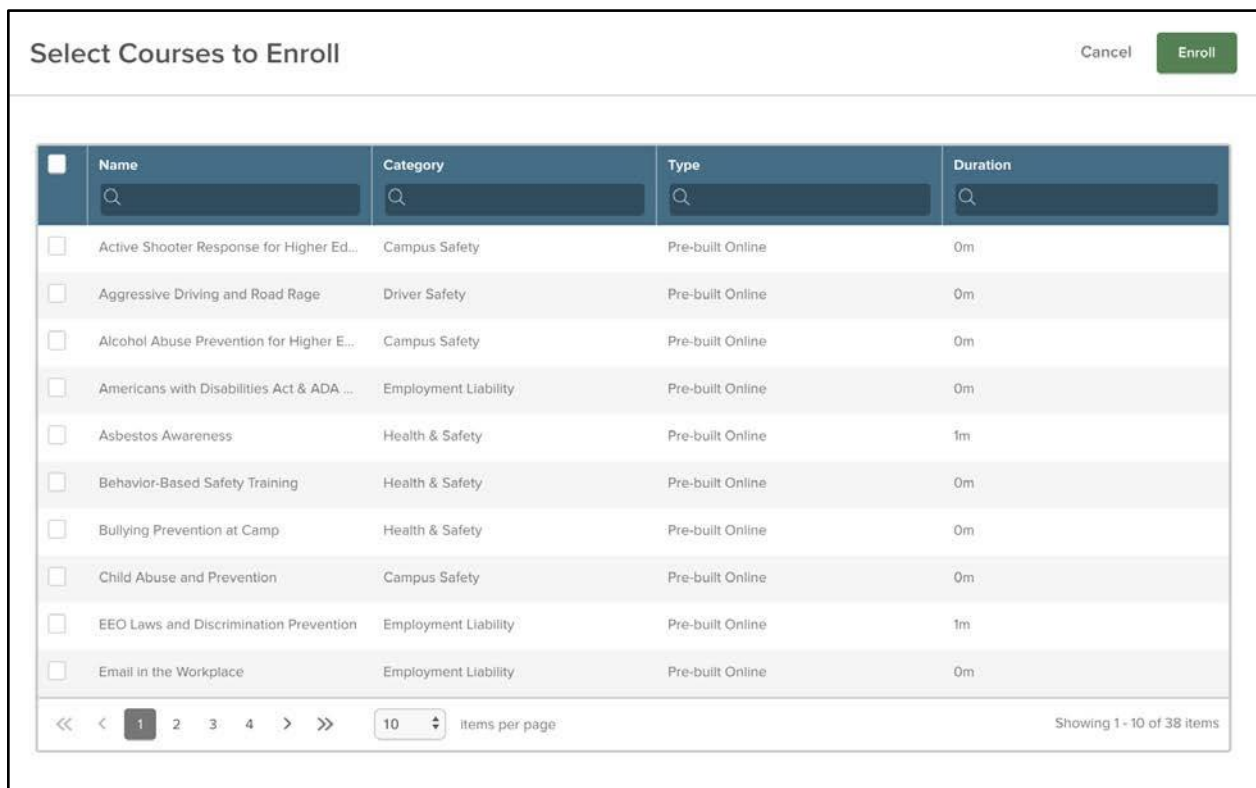 Select Courses to Enroll Cancel Enroll
Name Category Type Duration
Active Shooter Response for Higher Ed... Campus Safety Pre-built Online 0m
Aggressive Driving and Road Rage Driver Safety Pre-built Online 0m
Alcohol Abuse Prevention for Higher E... Campus Safety Pre-built Online 0m
Americans with Disabilities Act & ADA ... Employment Liability Pre-built Online 0m
Asbestos Awareness Health & Safety Pre-built Online 1m
Behavior-Based Safety Training Health & Safety Pre-built Online 0m
Bullying Prevention at Camp Health & Safety Pre-built Online 0m
Child Abuse and Prevention Campus Safety Pre-built Online 0m
EEO Laws and Discrimination Prevention Employment Liability Pre-built Online 1m
Email in the Workplace Employment Liability Pre-built Online 0m
1 2 3 4 10 items per page Showing 1 - 10 of 38 items